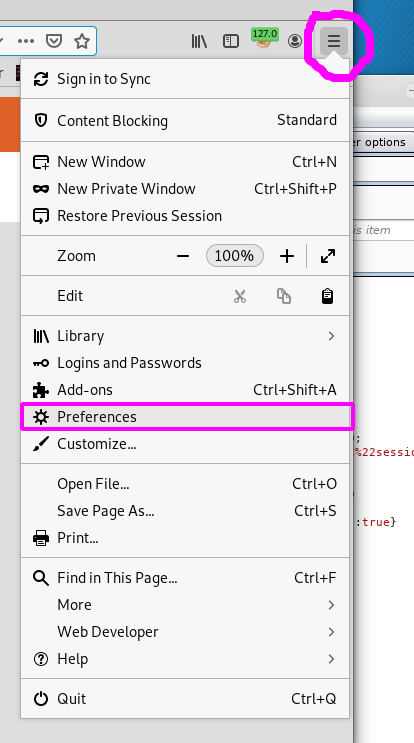 127.0
Sign in to Sync
Content Blocking Standard
er options
New Window Ctrl+N
New Private Window Ctrl+Shift+P
Restore Previous Session
is item
Zoom 100%
Edit
Library
Logins and Passwords
Add-ons Ctrl+Shift+A
Preferences
Customize...
);
%22sessio
Open File... Ctrl+O
Save Page As... Ctrl+S
:true}
Print...
Find in This Page... Ctrl+F
More
Web Developer
Help
Quit Ctrl+Q